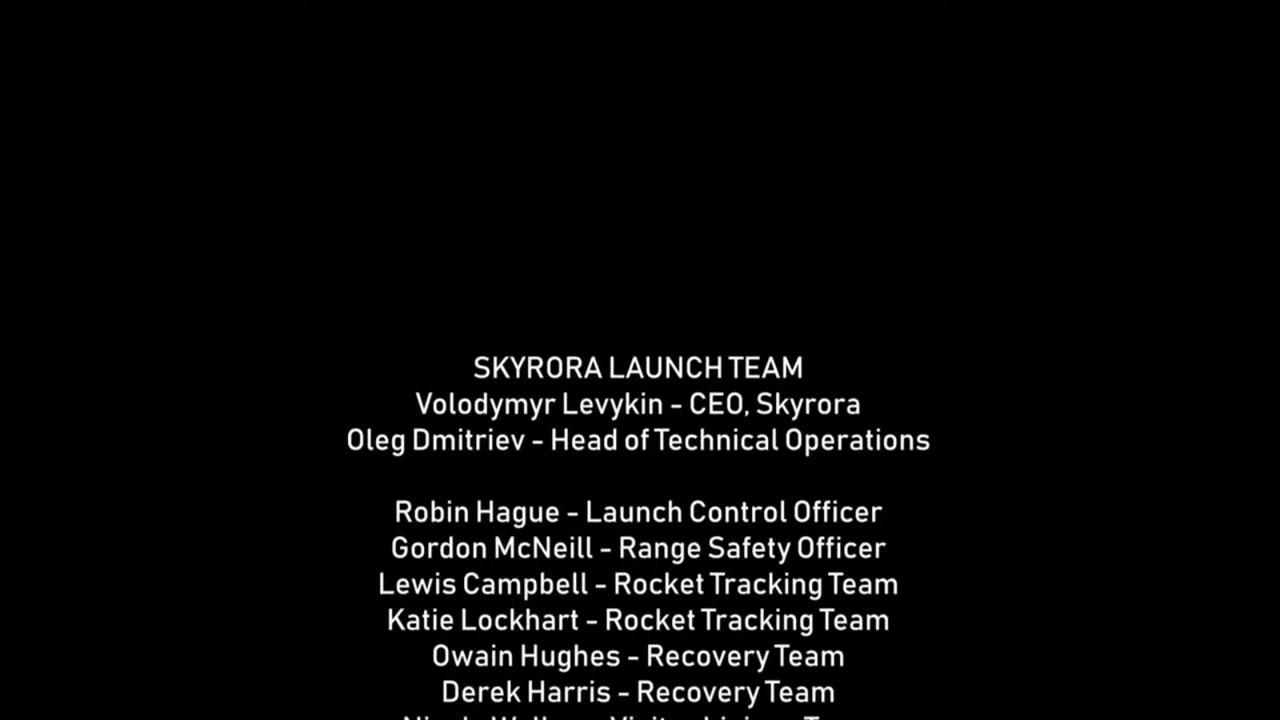 SKYRORA LAUNCH TEAM
Volodymyr Levykin - CEO, Skyrora
Oleg Dmitriev - Head of Technical Operations
Robin Hague - Launch Control Officer
Gordon McNeill - Range Safety Officer
Lewis Campbell - Rocket Tracking Team
Katie Lockhart - Rocket Tracking Team
Owain Hughes - Recovery Team
Derek Harris - Recovery Team